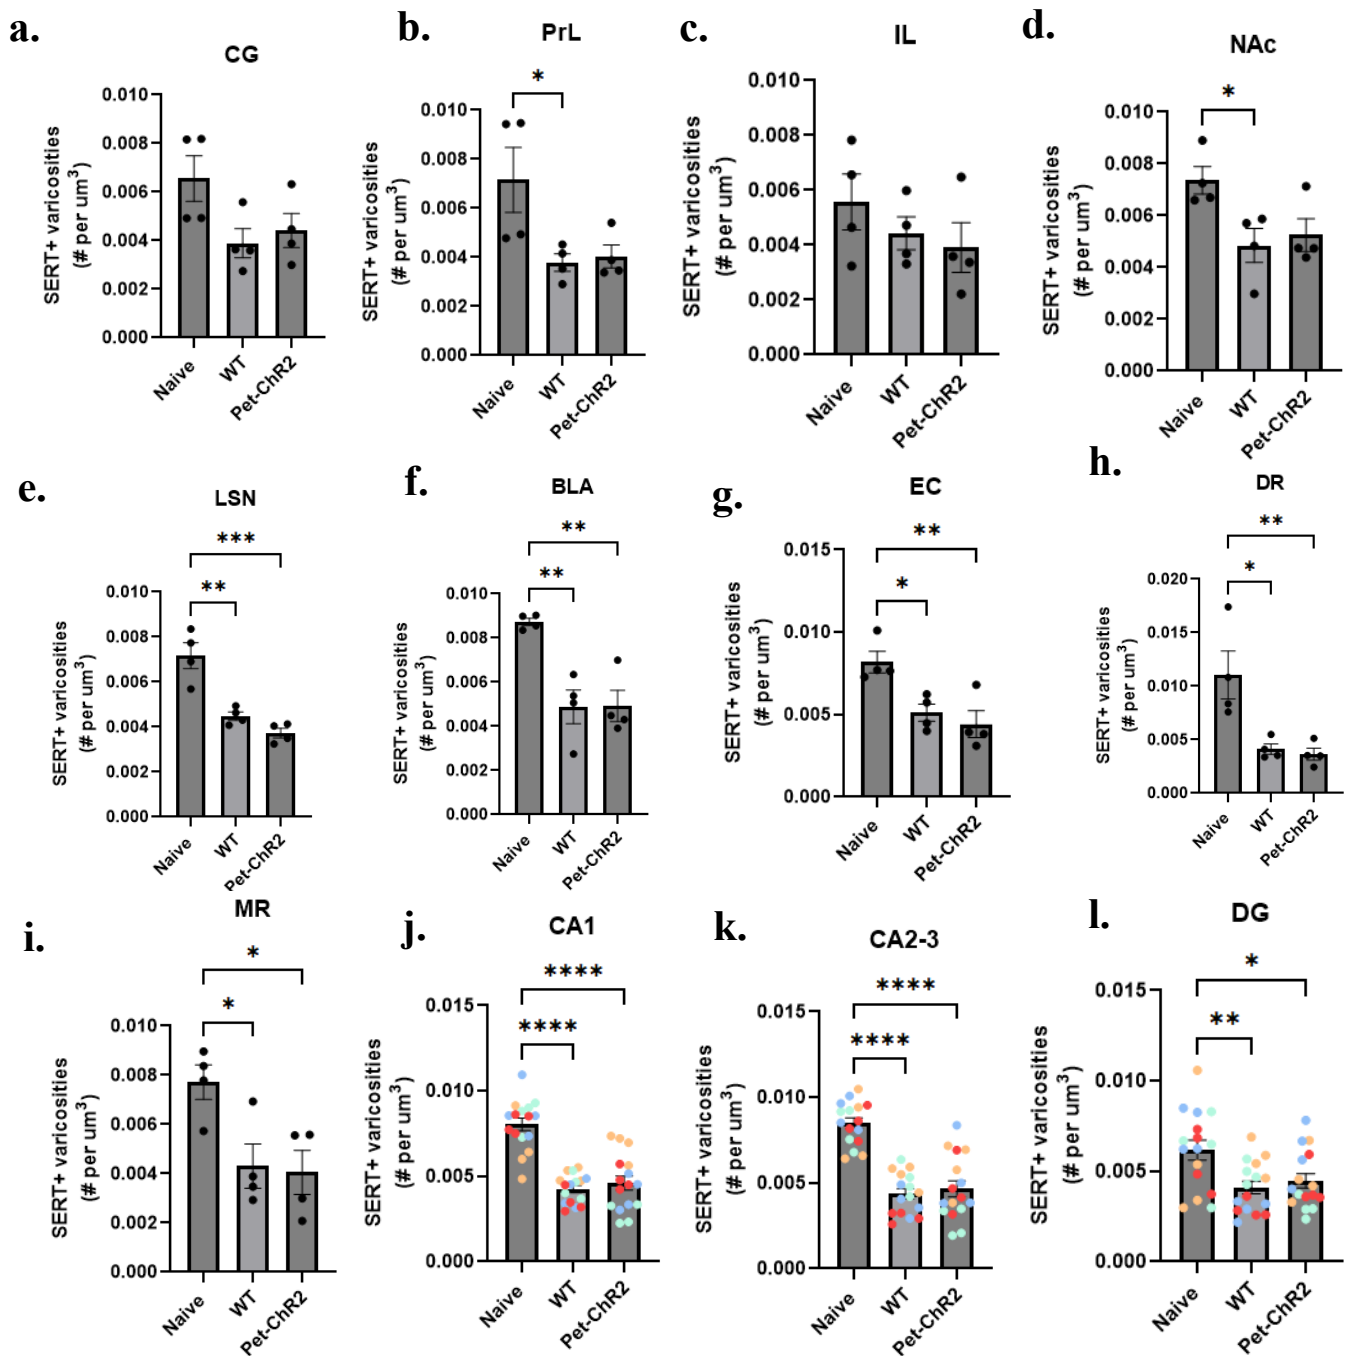 a.
CG
SERT+ varicosities
(# per um³)
0.010
0.008
0.006
0.004
0.002
0.000
Naive
WT
Pet-ChR2
b.
PrL
*
SERT+ varicosities
(# per um³)
0.010
0.008
0.006
0.004
0.002
0.000
Naive
WT
Pet-ChR2
c.
IL
SERT+ varicosities
(# per um³)
0.010
0.008
0.006
0.004
0.002
0.000
Naive
WT
Pet-ChR2
d.
NAc
*
SERT+ varicosities
(# per um³)
0.010
0.008
0.006
0.004
0.002
0.000
Naive
WT
Pet-ChR2
e.
LSN
***
**
SERT+ varicosities
(# per um³)
0.010
0.008
0.006
0.004
0.002
0.000
Naive
WT
Pet-ChR2
f.
BLA
**
**
SERT+ varicosities
(# per um³)
0.010
0.008
0.006
0.004
0.002
0.000
Naive
WT
Pet-ChR2
g.
EC
**
*
SERT+ varicosities
(# per um³)
0.015
0.010
0.005
0.000
Naive
WT
Pet-ChR2
h.
DR
**
*
SERT+ varicosities
(# per um³)
0.020
0.015
0.010
0.005
0.000
Naive
WT
Pet-ChR2
i.
MR
*
*
SERT+ varicosities
(# per um³)
0.010
0.008
0.006
0.004
0.002
0.000
Naive
WT
Pet-ChR2
j.
CA1
****
****
SERT+ varicosities
(# per um³)
0.015
0.010
0.005
0.000
Naive
WT
Pet-ChR2
k.
CA2-3
****
****
SERT+ varicosities
(# per um³)
0.015
0.010
0.005
0.000
Naive
WT
Pet-ChR2
l.
DG
*
**
SERT+ varicosities
(# per um³)
0.015
0.010
0.005
0.000
Naive
WT
Pet-ChR2